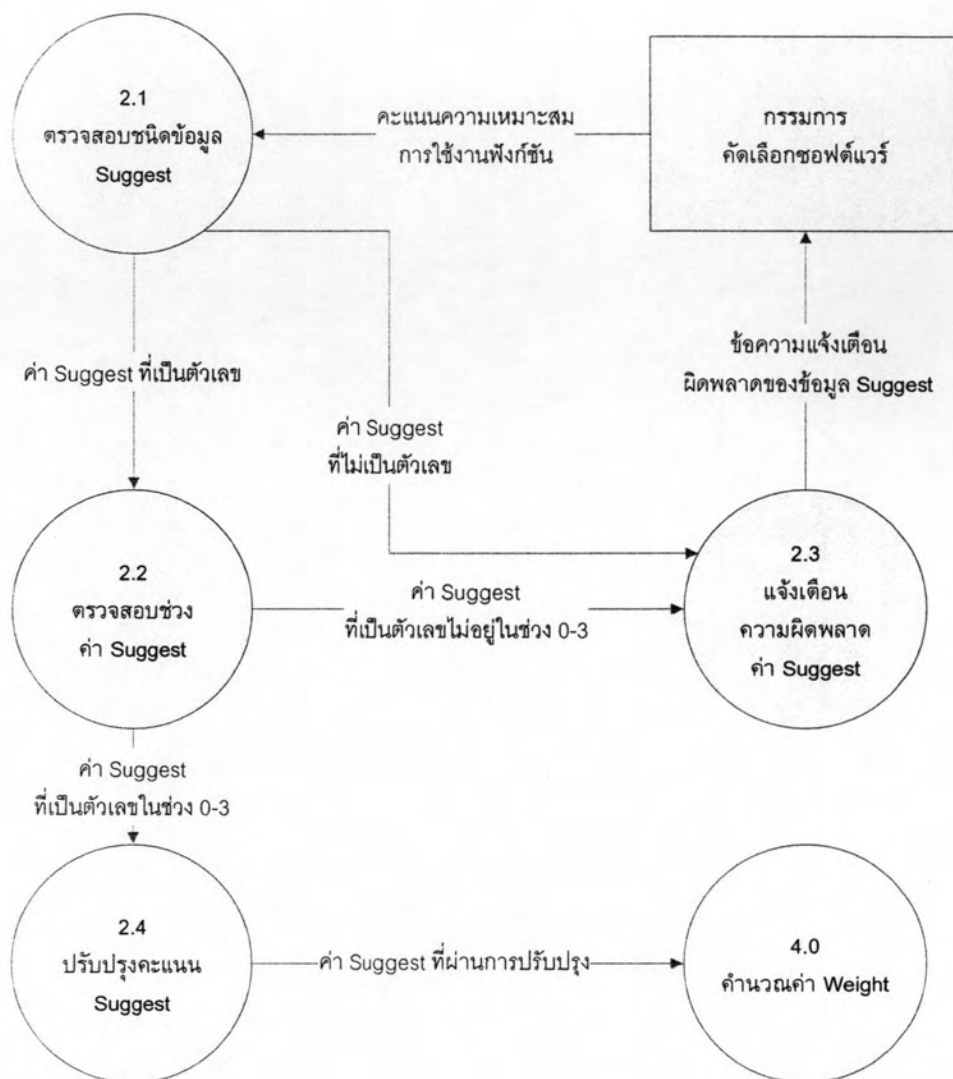 2.1
ตรวจสอบชนิดข้อมูล
Suggest
คะแนนความเหมาะสม
การใช้งานฟังก์ชัน
กรรมการ
คัดเลือกซอฟต์แวร์
ค่า Suggest ที่เป็นตัวเลข
ค่า Suggest
ที่ไม่เป็นตัวเลข
ข้อความแจ้งเตือน
ผิดพลาดของข้อมูล Suggest
2.2
ตรวจสอบช่วง
ค่า Suggest
ค่า Suggest
ที่เป็นตัวเลขไม่อยู่ในช่วง 0-3
2.3
แจ้งเตือน
ความผิดพลาด
ค่า Suggest
ค่า Suggest
ที่เป็นตัวเลขในช่วง 0-3
2.4
ปรับปรุงคะแนน
Suggest
ค่า Suggest ที่ผ่านการปรับปรุง
4.0
คำนวณค่า Weight